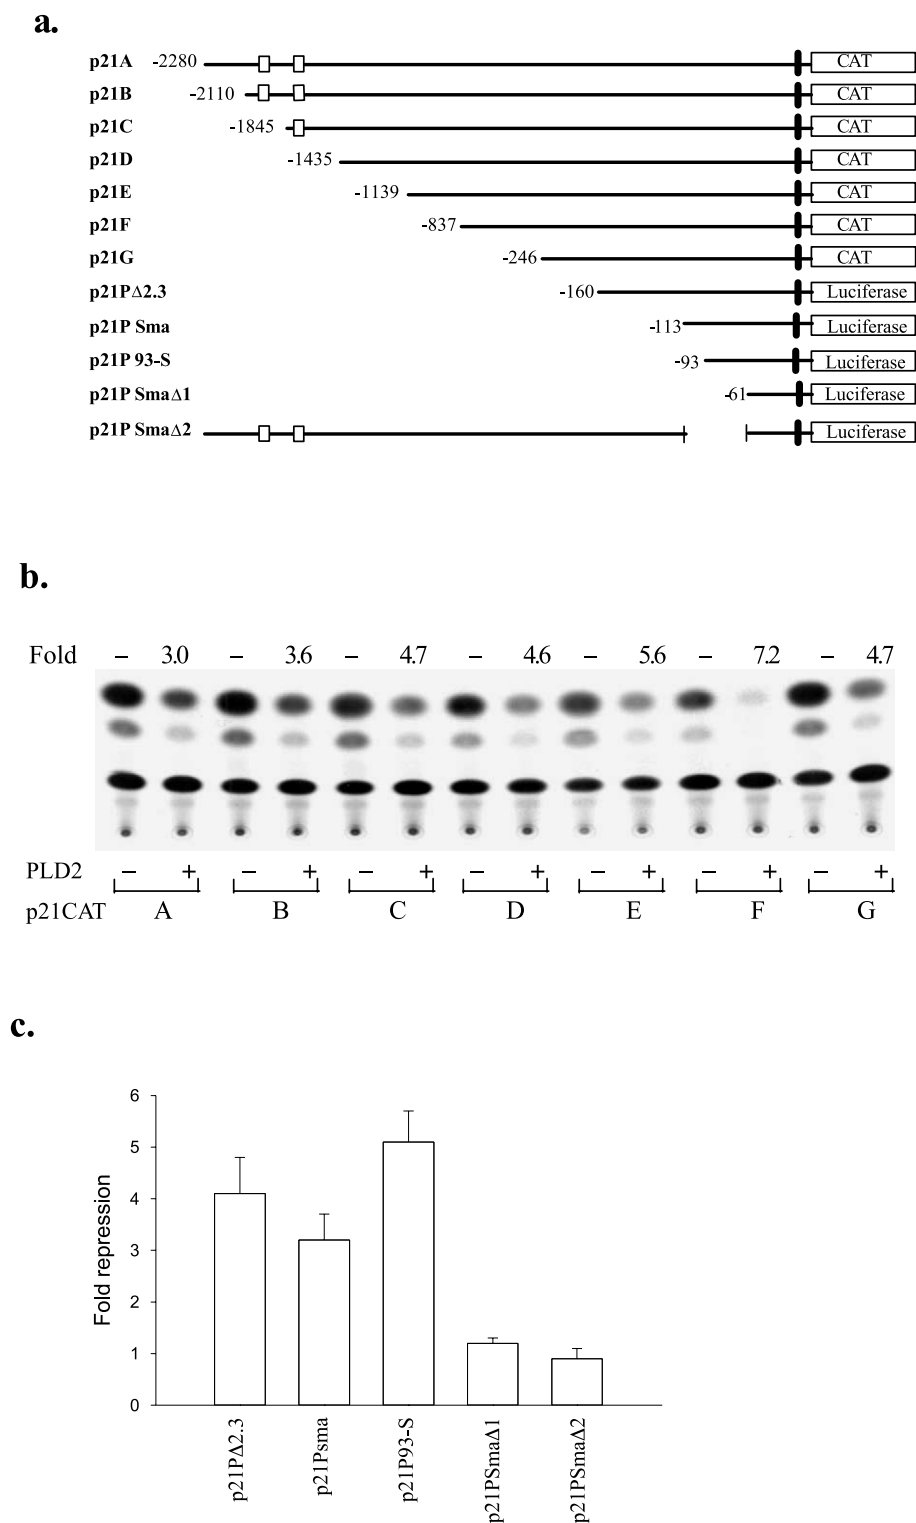 a.
p21A -2280 CAT
p21B -2110 CAT
p21C -1845 CAT
p21D -1435 CAT
p21E -1139 CAT
p21F -837 CAT
p21G -246 CAT
p21PΔ2.3 -160 Luciferase
p21P Sma -113 Luciferase
p21P 93-S -93 Luciferase
p21P SmaΔ1 -61 Luciferase
p21P SmaΔ2 Luciferase
b.
Fold – 3.0 – 3.6 – 4.7 – 4.6 – 5.6 – 7.2 – 4.7
PLD2 – + – + – + – + – + – + – +
p21CAT A B C D E F G
c.
6
5
4
3
2
1
0
Fold repression
p21PΔ2.3
p21Psma
p21P93-S
p21PSmaΔ1
p21PSmaΔ2